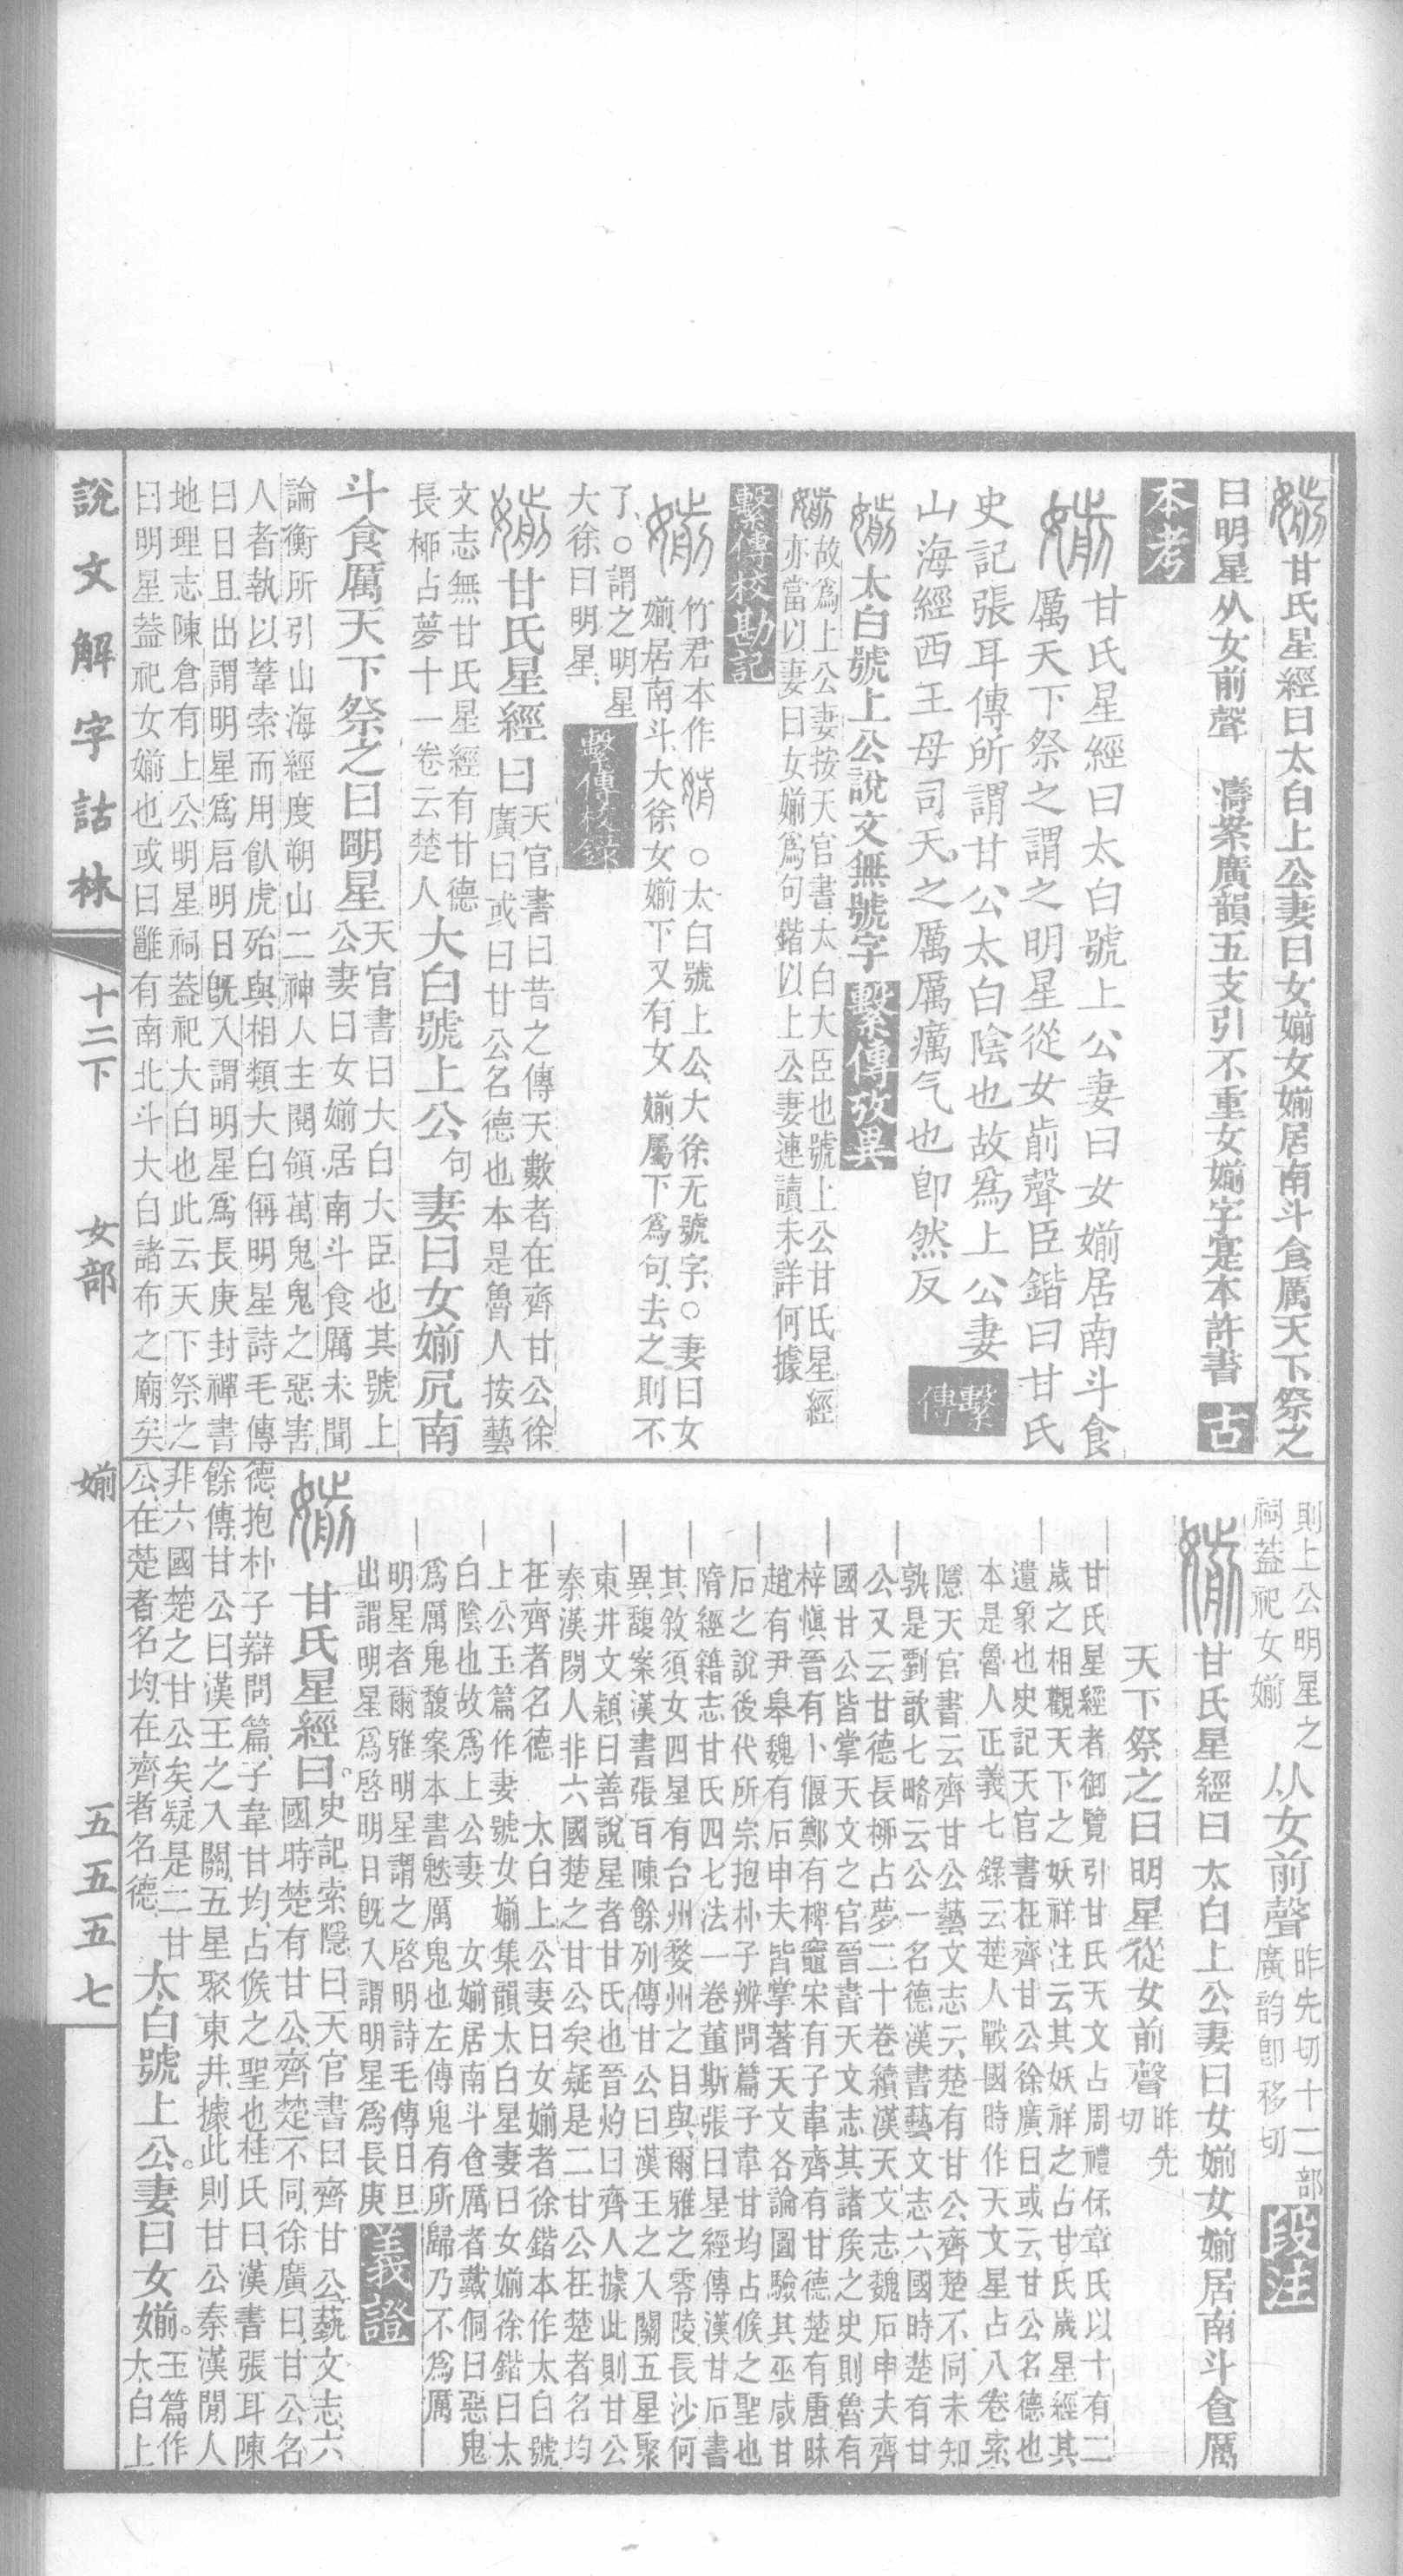 媊甘氏星經曰太白上公妻曰女媊女媊居南斗食厲天下祭之
曰明星从女前聲　濤案廣韻五支引不重女媊字寔本許書 古
本考
媊甘氏星經曰太白號上公妻曰女媊居南斗食
厲天下祭之謂之明星從女歬聲臣鍇曰甘氏
史記張耳傳所謂甘公太白陰也故爲上公妻
山海經西王母司天之厲厲癘气也卽然反 繫傳
媊太白號上公說文無號字 繫傳攷異
媊故爲上公妻按天官書太白大臣也號上公甘氏星經
亦當以妻曰女媊爲句鍇以上公妻連讀未詳何據
繫傳校勘記
媊竹君本作媊○太白號上公大徐无號字○妻曰女
媊居南斗大徐女媊下又有女媊屬下爲句去之則不
了○謂之明星
大徐曰明星 繫傳校錄
媊甘氏星經曰天官書曰昔之傳天數者在齊甘公徐
廣曰或曰甘公名德也本是魯人按藝
文志無甘氏星經有甘德
長柳占夢十一卷云楚人大白號上公句妻曰女媊凥南
斗食厲天下祭之曰明星天官書曰大白大臣也其號上
公妻曰女媊居南斗食厲未聞
論衡所引山海經度朔山二神人主閱領萬鬼鬼之惡害
人者執以葦索而用飤虎殆與相類大白偁明星詩毛傳
曰日且出謂明星爲启明日旣入謂明星爲長庚封禪書
地理志陳倉有上公明星祠葢祀大白也此云天下祭之
曰明星葢祀女媊也或曰雝有南北斗大白諸布之廟矣
則上公明星之
祠葢祀女媊从女前聲昨先切十二部
廣韵卽移切 段注
媊甘氏星經曰太白上公妻曰女媊女媊居南斗食厲
天下祭之曰明星從女前聲昨先
切
甘氏星經者御覽引甘氏天文占周禮保章氏以十有二
歲之相觀天下之妖祥注云其妖祥之占甘氏歲星經其
遺象也史記天官書在齊甘公徐廣曰或云甘公名德也
本是魯人正義七錄云楚人戰國時作天文星占八卷索
隱天官書云齊甘公藝文志云楚有甘公齊楚不同未知
孰是劉歆七略云公一名德漢書藝文志六國時楚有甘
公又云甘德長柳占夢二十卷續漢天文志魏石申夫齊
國甘公皆掌天文之官晉書天文志其諸矦之史則魯有
梓愼晉有卜偃鄭有裨竈宋有子韋齊有甘德楚有唐昧
趙有尹皋魏有石申夫皆掌著天文各論圖驗其巫咸甘
石之說後代所宗抱朴子辨問篇子韋甘均占候之聖也
隋經籍志甘氏四七法一卷董斯張曰星經傳漢甘石書
其敘須女四星有台州婺州之目與爾雅之零陵長沙何
異馥案漢書張耳陳餘列傳甘公曰漢王之入關五星聚
東井文穎曰善說星者甘氏也晉灼曰齊人據此則甘公
秦漢閒人非六國楚之甘公矣疑是二甘公在楚者名均
在齊者名德　太白上公妻曰女媊者徐鍇本作太白號
上公玉篇作妻號女媊集韻太白星妻曰女媊徐鍇曰太
白陰也故爲上公妻　女媊居南斗食厲者戴侗曰惡鬼
爲厲鬼馥案本書魃厲鬼也左傳鬼有所歸乃不爲厲
明星者爾雅明星謂之啓明詩毛傳日旦
出謂明星爲啓明日旣入謂明星爲長庚 義證
媊甘氏星經曰史記索隱曰天官書曰齊甘公藝文志六
國時楚有甘公齊楚不同徐廣曰甘公名
德抱朴子辯問篇子韋甘均占候之聖也桂氏曰漢書張耳陳
餘傳甘公曰漢王之入關五星聚東井據此則甘公秦漢閒人
非六國楚之甘公矣疑是二甘
公在楚者名均在齊者名德太白號上公妻曰女媊玉篇作
太白上
說文解字詁林　十二下　女部　媊　五五五七